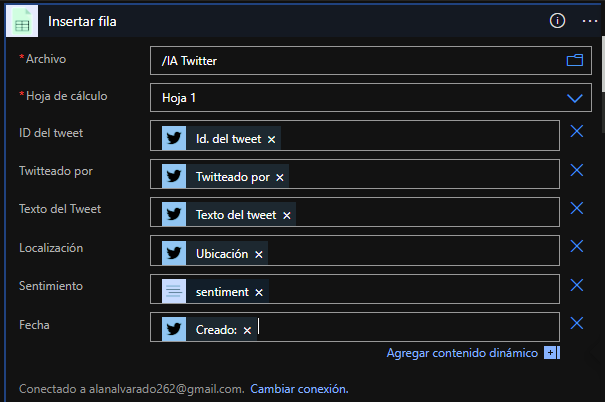 Insertar fila
*Archivo /IA Twitter
*Hoja de cálculo Hoja 1
ID del tweet Id. del tweet ×
Twitteado por Twitteado por ×
Texto del Tweet Texto del tweet ×
Localización Ubicación ×
Sentimiento sentiment ×
Fecha Creado: ×
Agregar contenido dinámico
Conectado a alanalvarado262@gmail.com. Cambiar conexión.